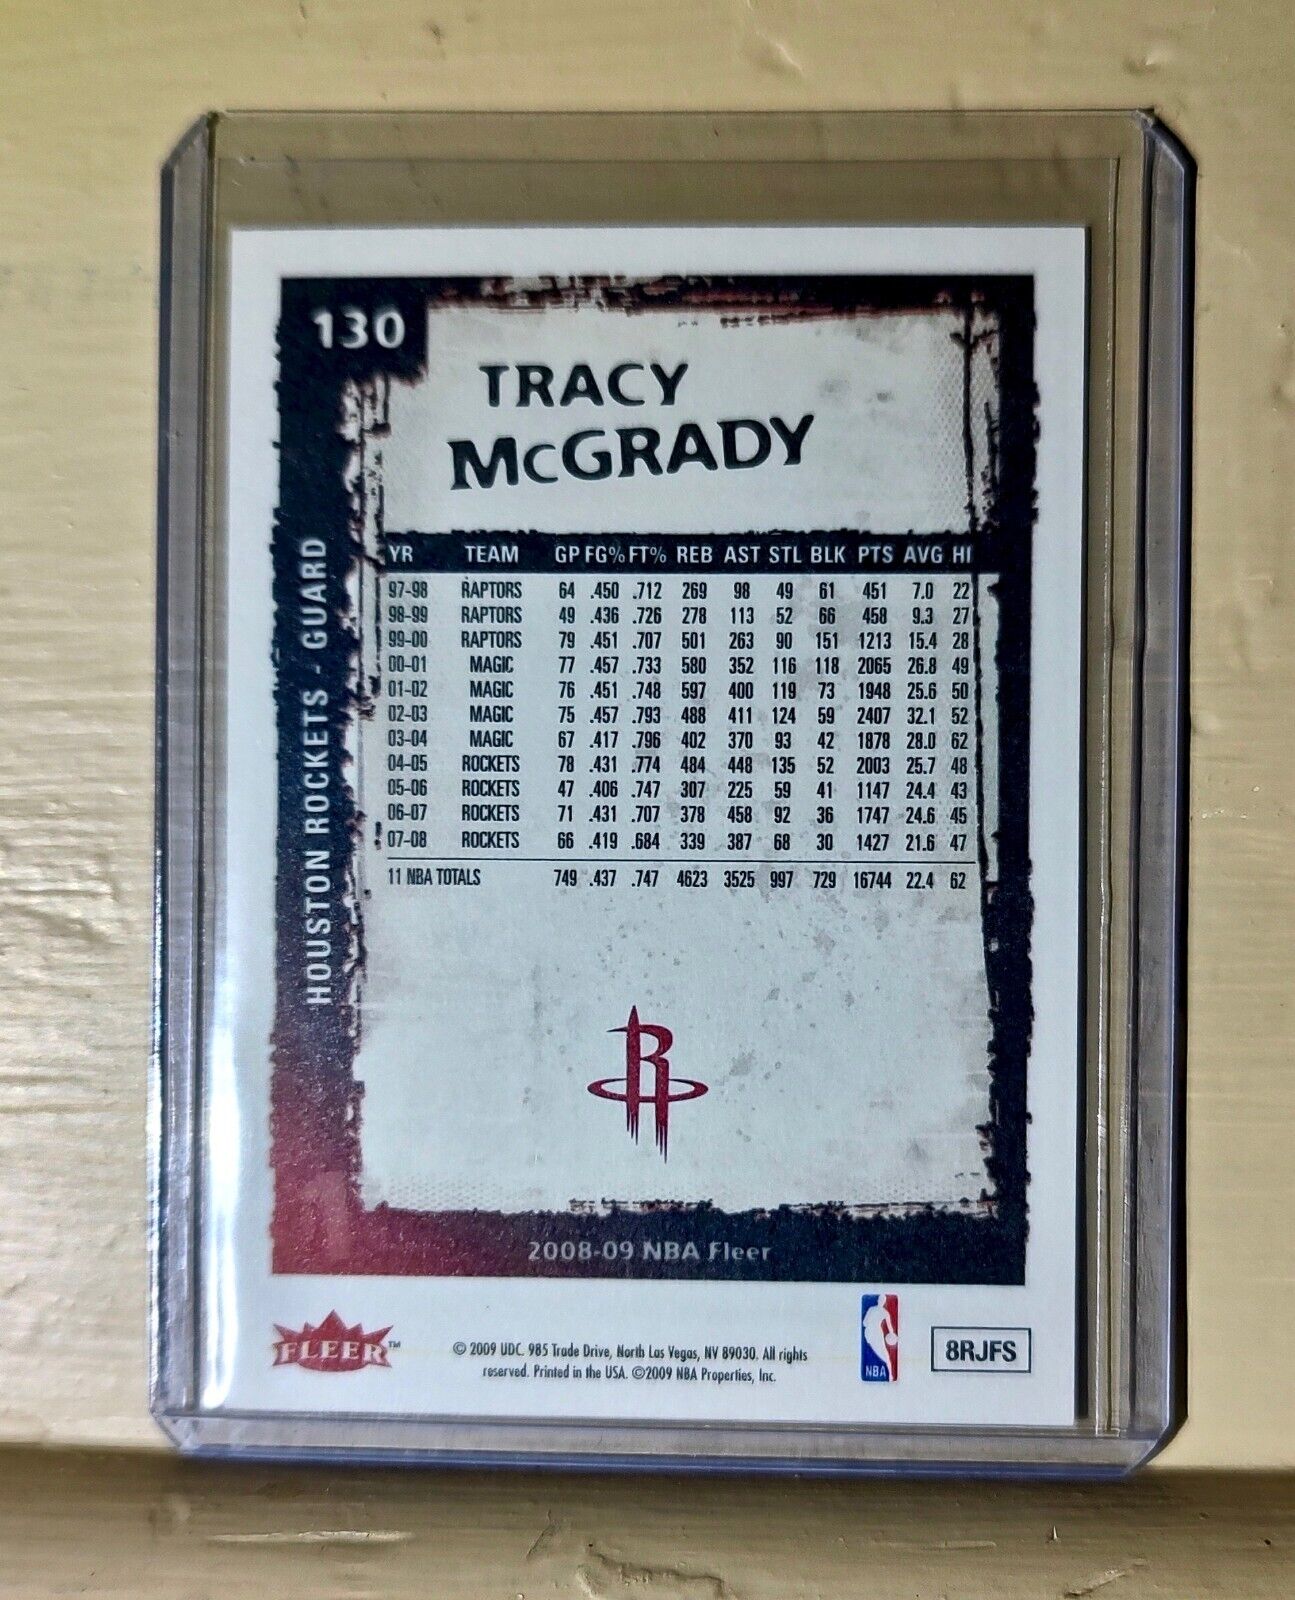 130
TRACY
McGRADY
HOUSTON ROCKETS - GUARD
YR TEAM GP FG% FT% REB AST STL BLK PTS AVG HI
97-98 RAPTORS 64 .450 .712 269 98 49 61 451 7.0 22
98-99 RAPTORS 49 .436 .726 278 113 52 66 458 9.3 27
99-00 RAPTORS 79 .451 .707 501 263 90 151 1213 15.4 28
00-01 MAGIC 77 .457 .733 580 352 116 118 2065 26.8 49
01-02 MAGIC 76 .451 .748 597 400 119 73 1948 25.6 50
02-03 MAGIC 75 .457 .793 488 411 124 59 2407 32.1 52
03-04 MAGIC 67 .417 .796 402 370 93 42 1878 28.0 62
04-05 ROCKETS 78 .431 .774 484 448 135 52 2003 25.7 48
05-06 ROCKETS 47 .406 .747 307 225 59 41 1147 24.4 43
06-07 ROCKETS 71 .431 .707 378 458 92 36 1747 24.6 45
07-08 ROCKETS 66 .419 .684 339 387 68 30 1427 21.6 47
11 NBA TOTALS 749 .437 .747 4623 3525 997 729 16744 22.4 62
R
2008-09 NBA Fleer
FLEER™
© 2009 UDC. 985 Trade Drive, North Las Vegas, NV 89030. All rights
reserved. Printed in the USA. ©2009 NBA Properties, Inc.
NBA
8RJFS